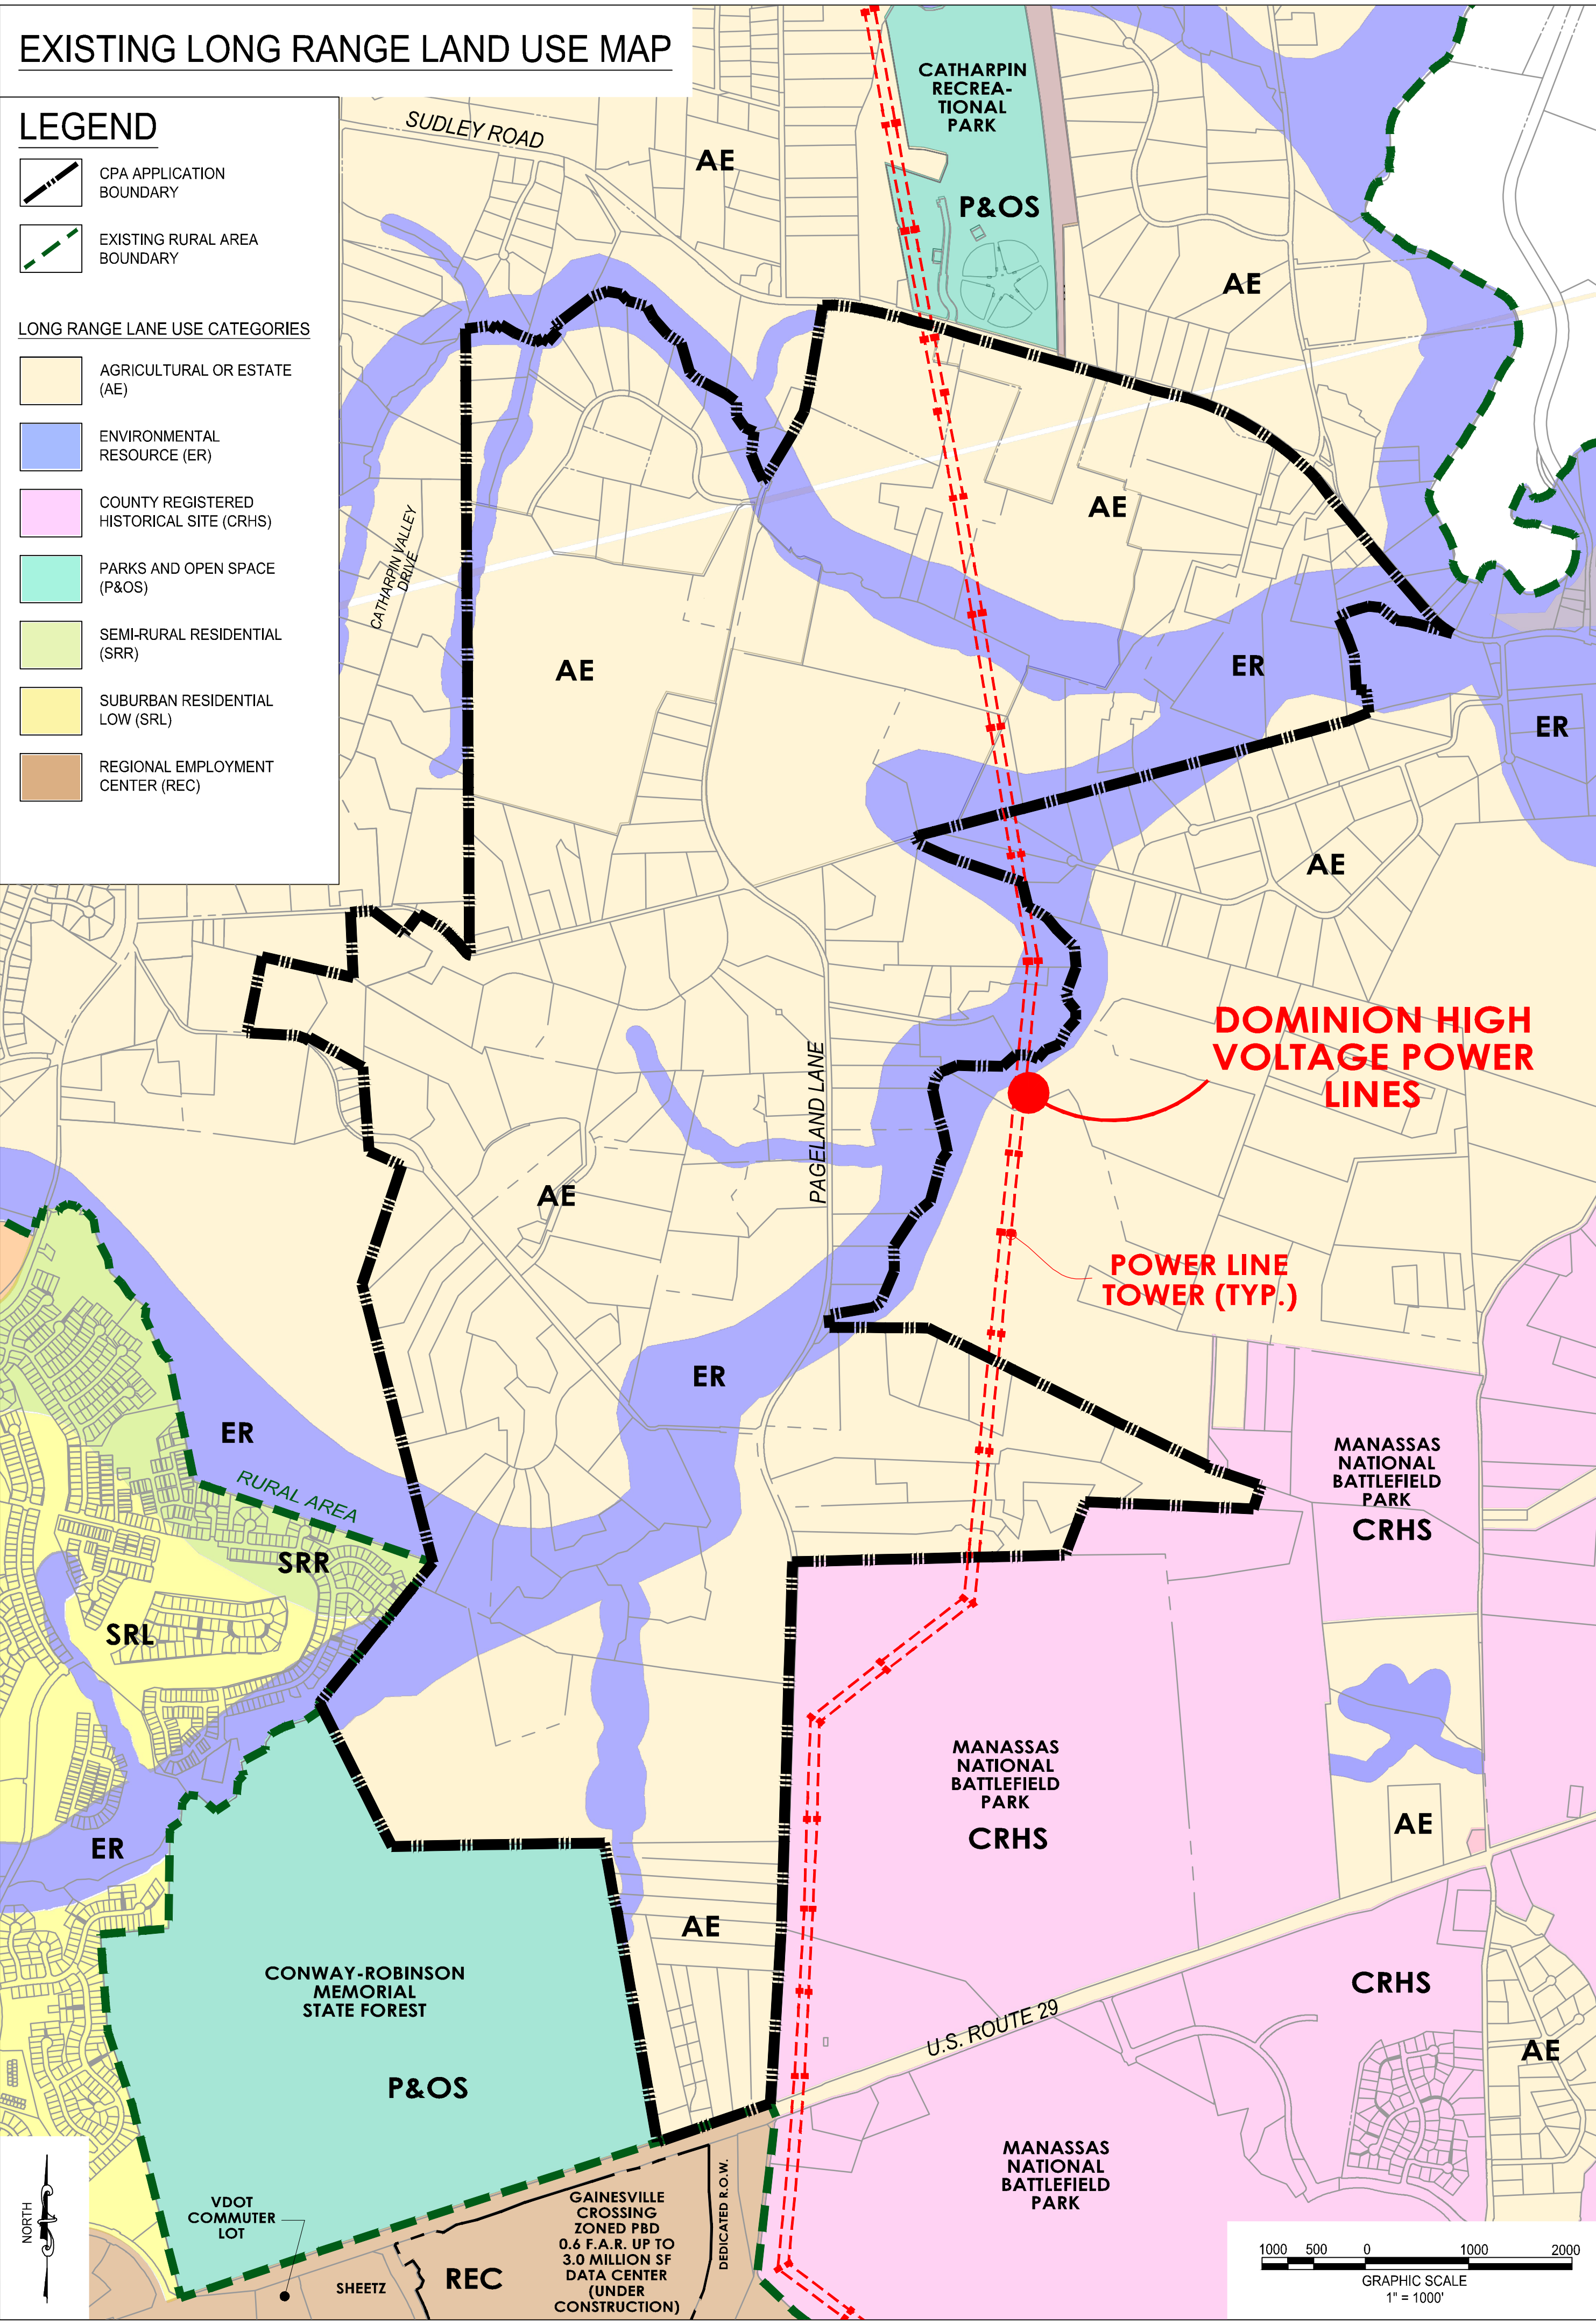 EXISTING LONG RANGE LAND USE MAP
LEGEND
CPA APPLICATION
BOUNDARY
EXISTING RURAL AREA
BOUNDARY
LONG RANGE LANE USE CATEGORIES
AGRICULTURAL OR ESTATE
(AE)
ENVIRONMENTAL
RESOURCE (ER)
COUNTY REGISTERED
HISTORICAL SITE (CRHS)
PARKS AND OPEN SPACE
(P&OS)
SEMI-RURAL RESIDENTIAL
(SRR)
SUBURBAN RESIDENTIAL
LOW (SRL)
REGIONAL EMPLOYMENT
CENTER (REC)
SUDLEY ROAD
AE
CATHARPIN
RECREA-
TIONAL
PARK
P&OS
AE
AE
CATHARPIN VALLEY
DRIVE
AE
ER
ER
AE
DOMINION HIGH
VOLTAGE POWER
LINES
PAGELAND LANE
AE
POWER LINE
TOWER (TYP.)
ER
ER
RURAL AREA
SRR
SRL
MANASSAS
NATIONAL
BATTLEFIELD
PARK
CRHS
MANASSAS
NATIONAL
BATTLEFIELD
PARK
CRHS
AE
ER
AE
CONWAY-ROBINSON
MEMORIAL
STATE FOREST
P&OS
CRHS
U.S. ROUTE 29
AE
MANASSAS
NATIONAL
BATTLEFIELD
PARK
NORTH
VDOT
COMMUTER
LOT
SHEETZ
REC
GAINESVILLE
CROSSING
ZONED PBD
0.6 F.A.R. UP TO
3.0 MILLION SF
DATA CENTER
(UNDER
CONSTRUCTION)
DEDICATED R.O.W.
1000 500 0 1000 2000
GRAPHIC SCALE
1" = 1000'